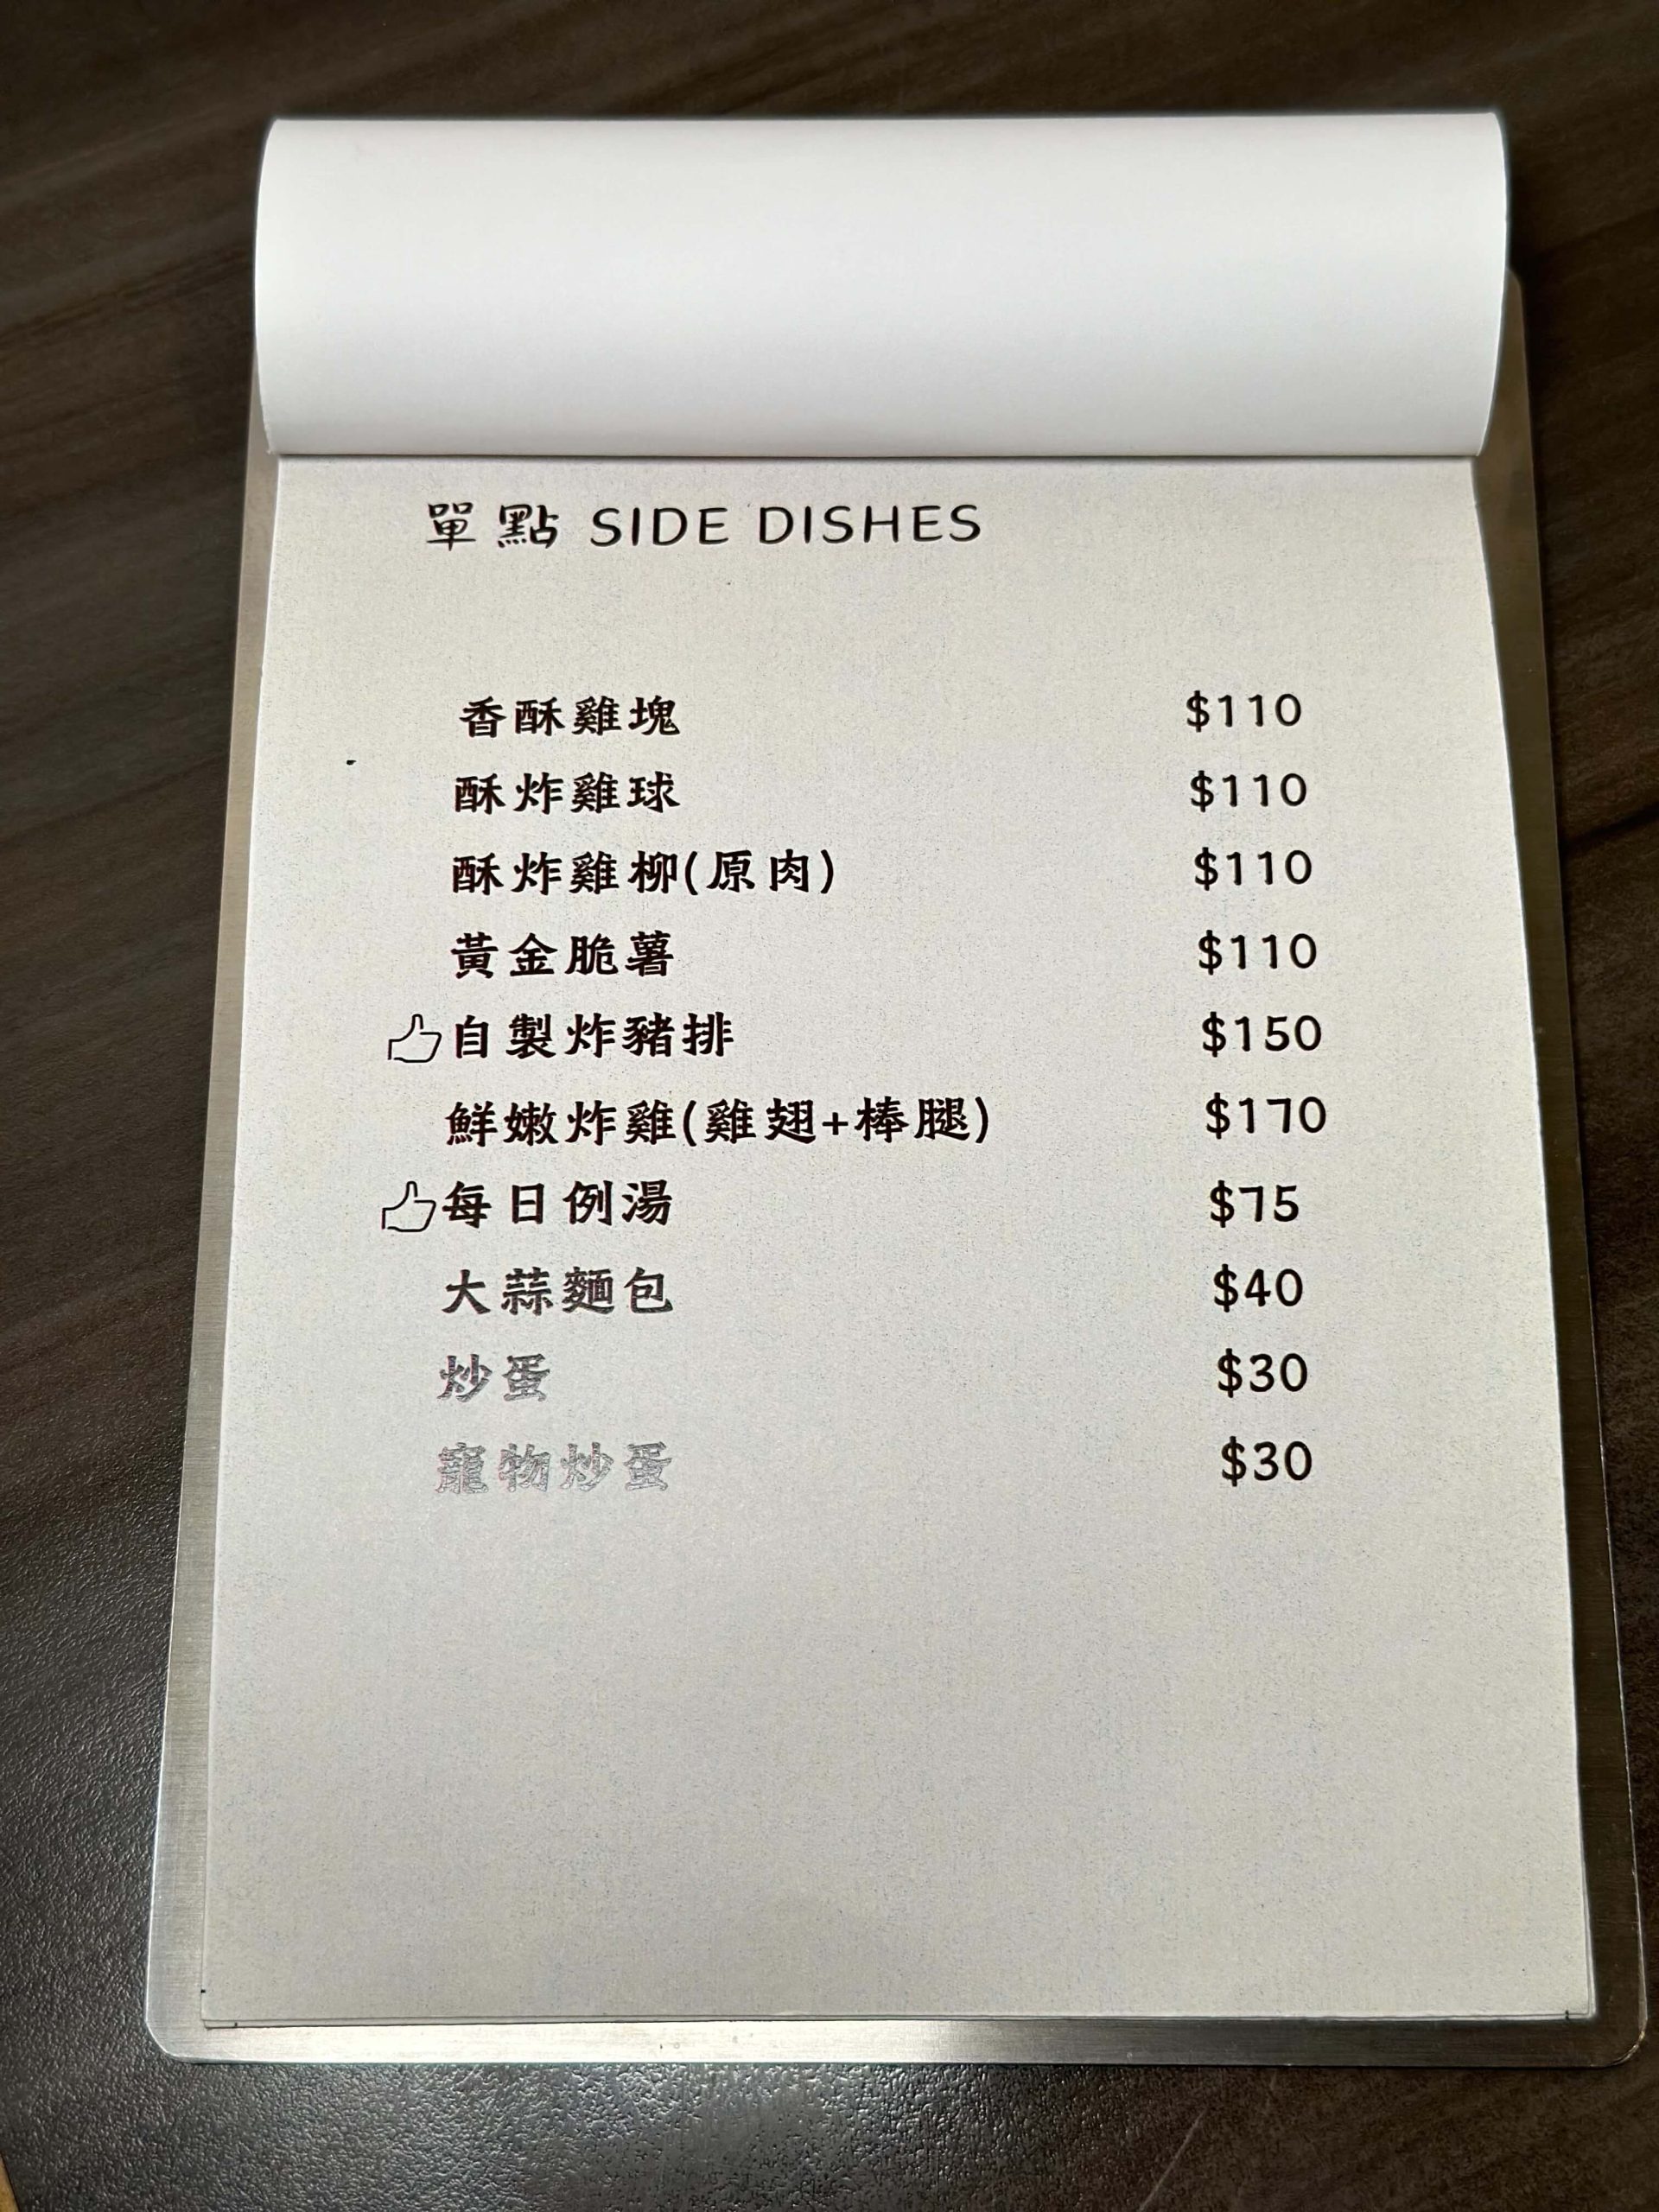 單點 SIDE DISHES
香酥雞塊 $110
酥炸雞球 $110
酥炸雞柳(原肉) $110
黃金脆薯 $110
自製炸豬排 $150
鮮嫩炸雞(雞翅+棒腿) $170
每日例湯 $75
大蒜麵包 $40
炒蛋 $30
寵物炒蛋 $30